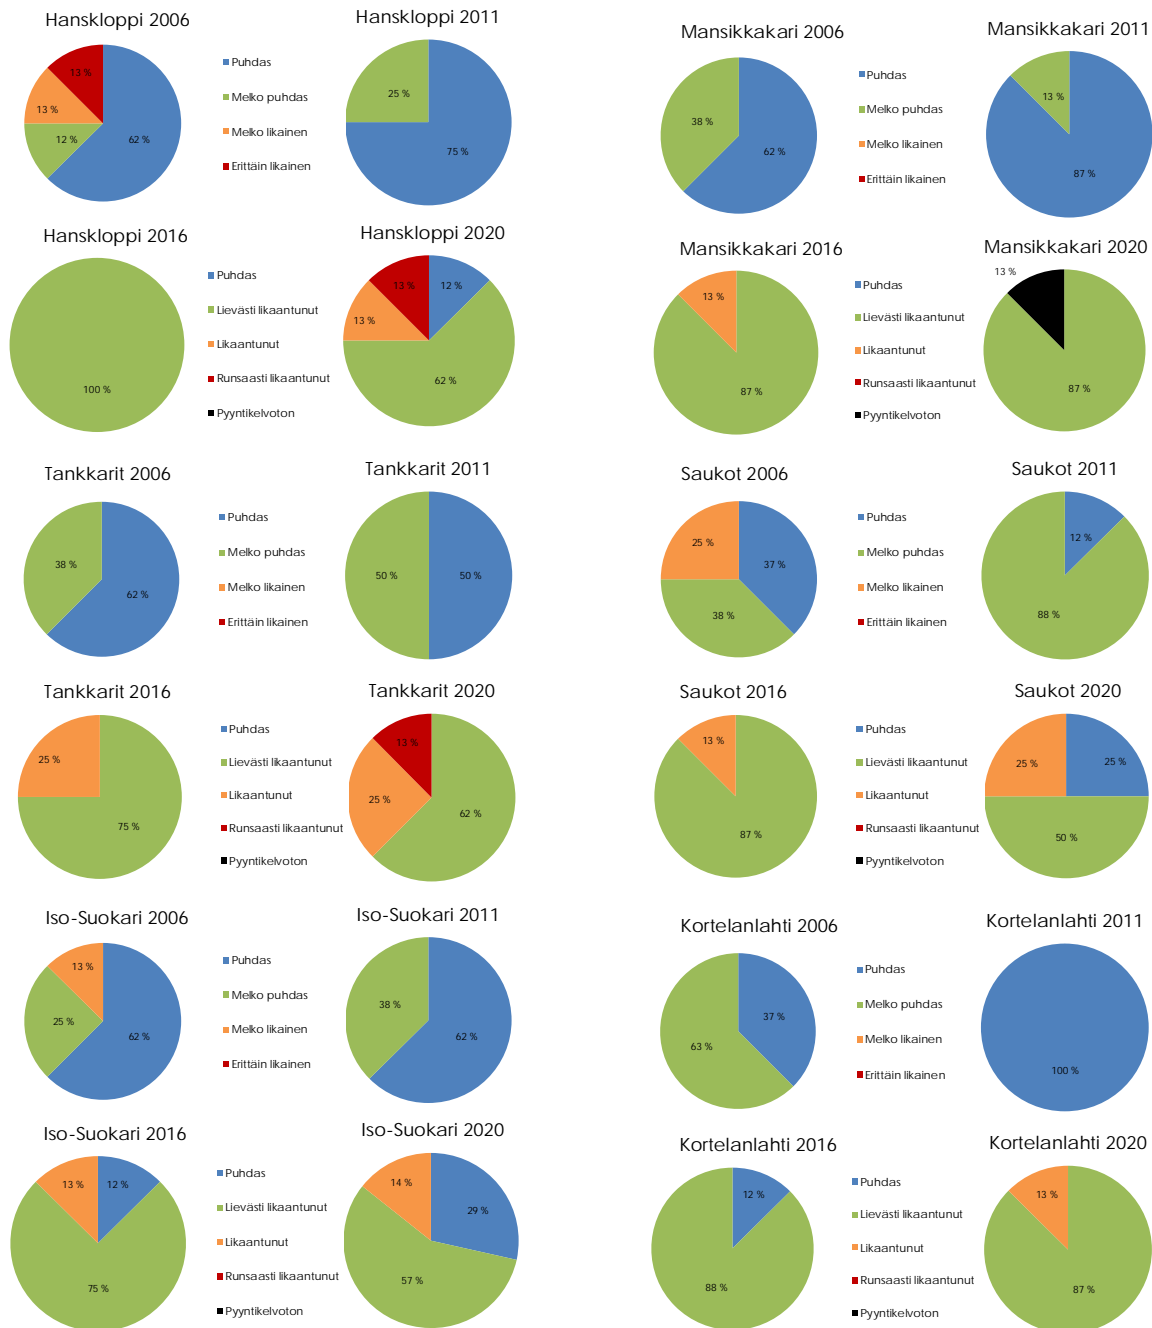 Hanskloppi 2006
13 %
13 %
12 %
62 %
Puhdas
Melko puhdas
Melko likainen
Erittäin likainen
Hanskloppi 2011
25 %
75 %
Mansikkakari 2006
38 %
62 %
Puhdas
Melko puhdas
Melko likainen
Erittäin likainen
Mansikkakari 2011
13 %
87 %
Hanskloppi 2016
100 %
Puhdas
Lievästi likaantunut
Likaantunut
Runsaasti likaantunut
Pyyntikelvoton
Hanskloppi 2020
13 %
12 %
13 %
62 %
Mansikkakari 2016
13 %
87 %
Puhdas
Lievästi likaantunut
Likaantunut
Runsaasti likaantunut
Pyyntikelvoton
Mansikkakari 2020
13 %
87 %
Tankkarit 2006
38 %
62 %
Puhdas
Melko puhdas
Melko likainen
Erittäin likainen
Tankkarit 2011
50 %
50 %
Saukot 2006
25 %
37 %
38 %
Puhdas
Melko puhdas
Melko likainen
Erittäin likainen
Saukot 2011
12 %
88 %
Tankkarit 2016
25 %
75 %
Puhdas
Lievästi likaantunut
Likaantunut
Runsaasti likaantunut
Pyyntikelvoton
Tankkarit 2020
13 %
25 %
62 %
Saukot 2016
13 %
87 %
Puhdas
Lievästi likaantunut
Likaantunut
Runsaasti likaantunut
Pyyntikelvoton
Saukot 2020
25 %
25 %
50 %
Iso-Suokari 2006
13 %
25 %
62 %
Puhdas
Melko puhdas
Melko likainen
Erittäin likainen
Iso-Suokari 2011
38 %
62 %
Kortelanlahti 2006
37 %
63 %
Puhdas
Melko puhdas
Melko likainen
Erittäin likainen
Kortelanlahti 2011
100 %
Iso-Suokari 2016
13 %
12 %
75 %
Puhdas
Lievästi likaantunut
Likaantunut
Runsaasti likaantunut
Pyyntikelvoton
Iso-Suokari 2020
14 %
29 %
57 %
Kortelanlahti 2016
12 %
88 %
Puhdas
Lievästi likaantunut
Likaantunut
Runsaasti likaantunut
Pyyntikelvoton
Kortelanlahti 2020
13 %
87 %